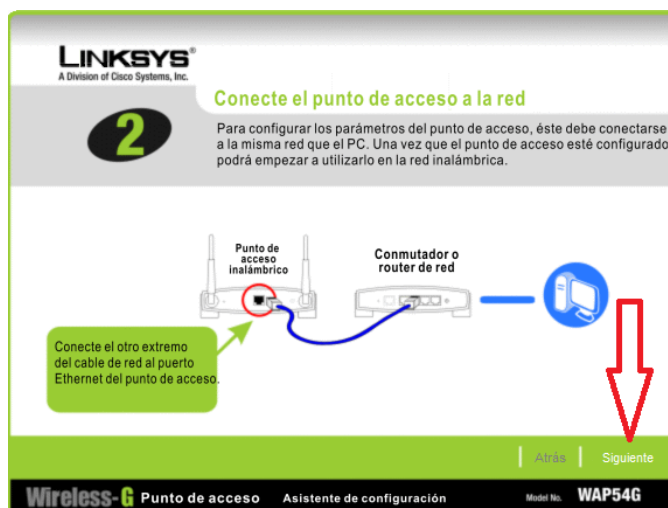 LINKSYS®
A Division of Cisco Systems, Inc.
2
Conecte el punto de acceso a la red
Para configurar los parámetros del punto de acceso, éste debe conectarse
a la misma red que el PC. Una vez que el punto de acceso esté configurado
podrá empezar a utilizarlo en la red inalámbrica.
Punto de
acceso
inalámbrico
Conmutador o
router de red
Conecte el otro extremo
del cable de red al puerto
Ethernet del punto de acceso.
Atrás
Siguiente
Wireless-G Punto de acceso Asistente de configuración Model No. WAP54G